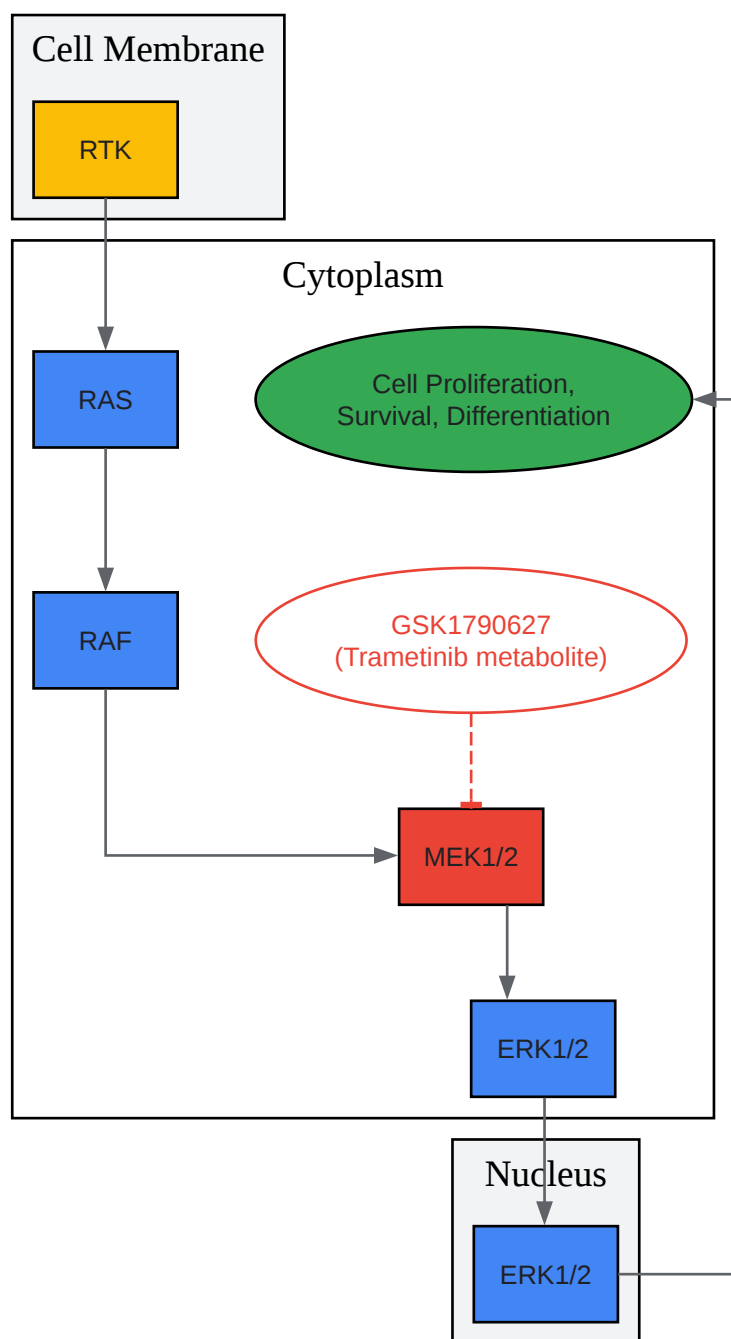 Cell Membrane
RTK
Cytoplasm
RAS
Cell Proliferation,
Survival, Differentiation
RAF
GSK1790627
(Trametinib metabolite)
MEK1/2
ERK1/2
Nucleus
ERK1/2